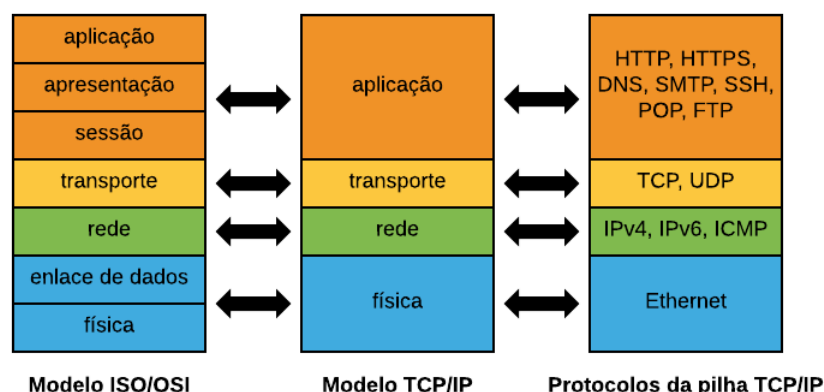 aplicação
apresentação
sessão
transporte
rede
enlace de dados
física
Modelo ISO/OSI
aplicação
transporte
rede
física
Modelo TCP/IP
HTTP, HTTPS,
DNS, SMTP, SSH,
POP, FTP
TCP, UDP
IPv4, IPv6, ICMP
Ethernet
Protocolos da pilha TCP/IP